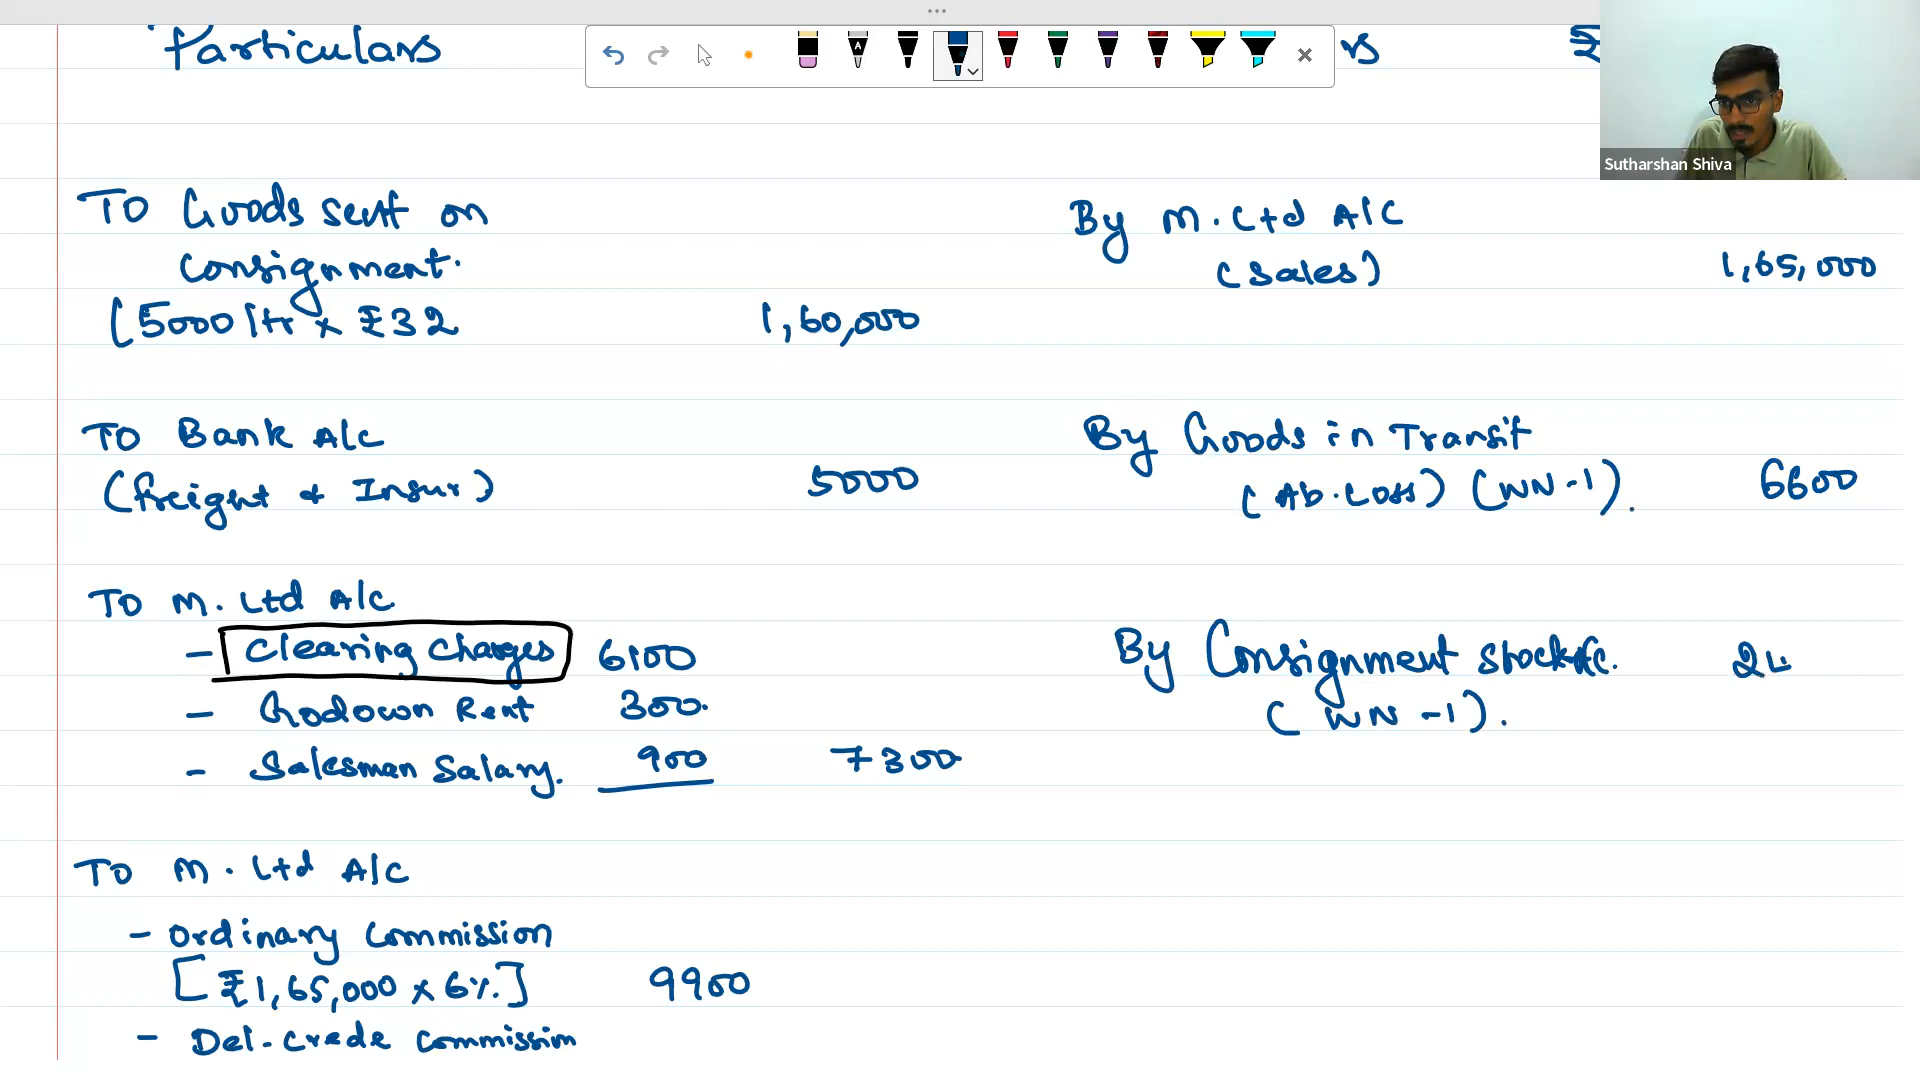 Particulars
rs ₹
Sutharshan Shiva
To Goods sent on
consignment.
(5000 ltr x ₹32 1,60,000
By M. Ltd A/C
(Sales) 1,65,000
To Bank A/c
(freight & Insur) 5000
By Goods in Transit
(Ab. Loss) (WN-1). 6600
To M. Ltd A/c
- Clearing Charges 6100
- Godown Rent 300.
- Salesman Salary. 900 7300
By Consignment Stock A/c. 24
(WN-1).
To M. Ltd A/C
- Ordinary Commission
[₹1,65,000 x 6%.] 9900
- Del-crede commission